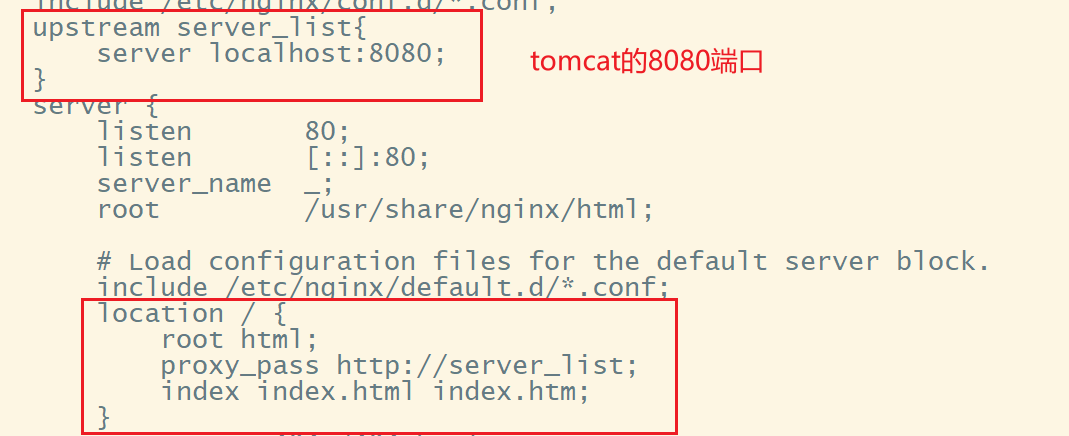 include /etc/nginx/conf.d/*.conf;
upstream server_list{
    server localhost:8080;
}
tomcat的8080端口
server {
    listen       80;
    listen       [::]:80;
    server_name  _;
    root         /usr/share/nginx/html;
    # Load configuration files for the default server block.
    include /etc/nginx/default.d/*.conf;
    location / {
        root html;
        proxy_pass http://server_list;
        index index.html index.htm;
    }